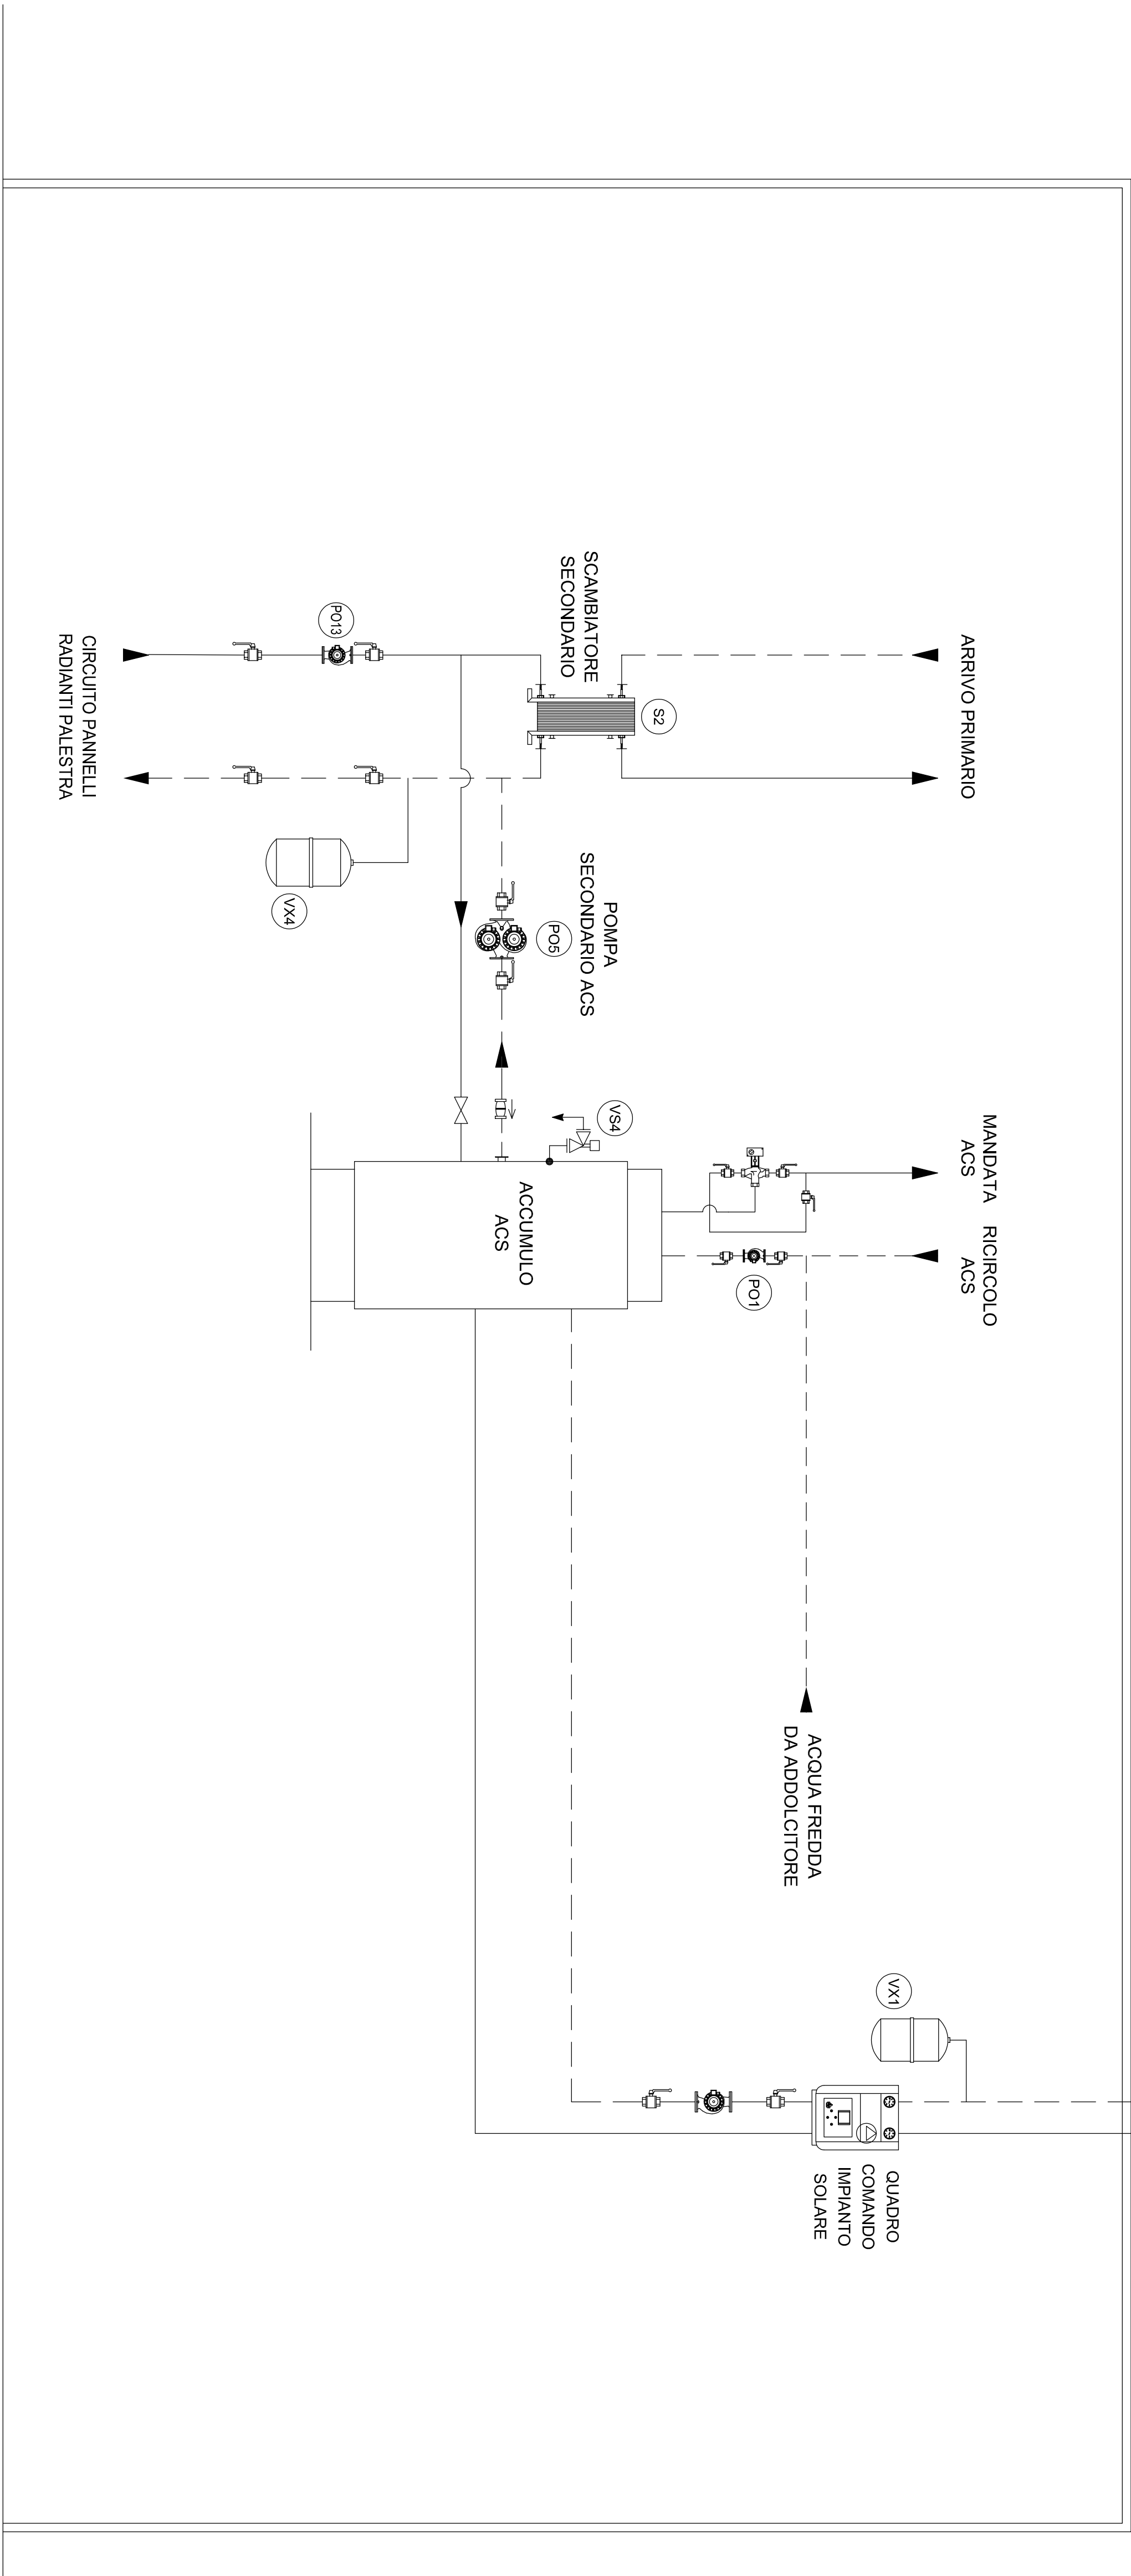 ARRIVO PRIMARIO
S2
SCAMBIATORE
SECONDARIO
PO13
CIRCUITO PANNELLI
RADIANTI PALESTRA
VX4
POMPA
SECONDARIO ACS
PO5
VS4
MANDATA
ACS
RICIRCOLO
ACS
PO1
ACCUMULO
ACS
ACQUA FREDDA
DA ADDOLCITORE
VX1
QUADRO
COMANDO
IMPIANTO
SOLARE